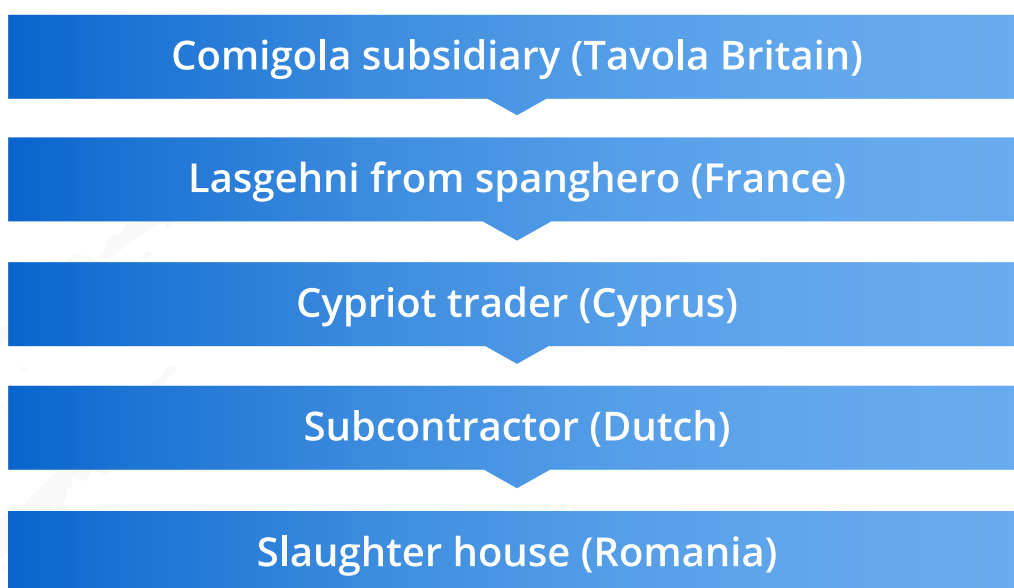 Comigola subsidiary (Tavola Britain)
Lasgehni from spanghero (France)
Cypriot trader (Cyprus)
Subcontractor (Dutch)
Slaughter house (Romania)